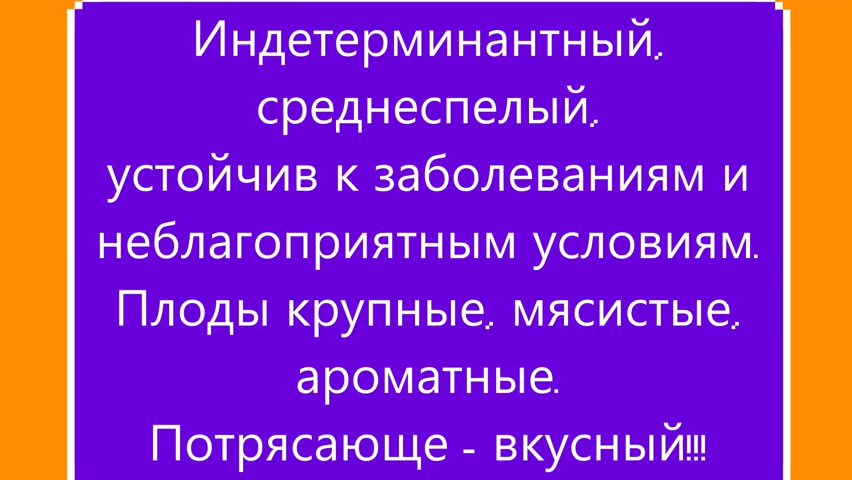 Индетерминантный,
среднеспелый,
устойчив к заболеваниям и
неблагоприятным условиям.
Плоды крупные, мясистые,
ароматные.
Потрясающе - вкусный!!!